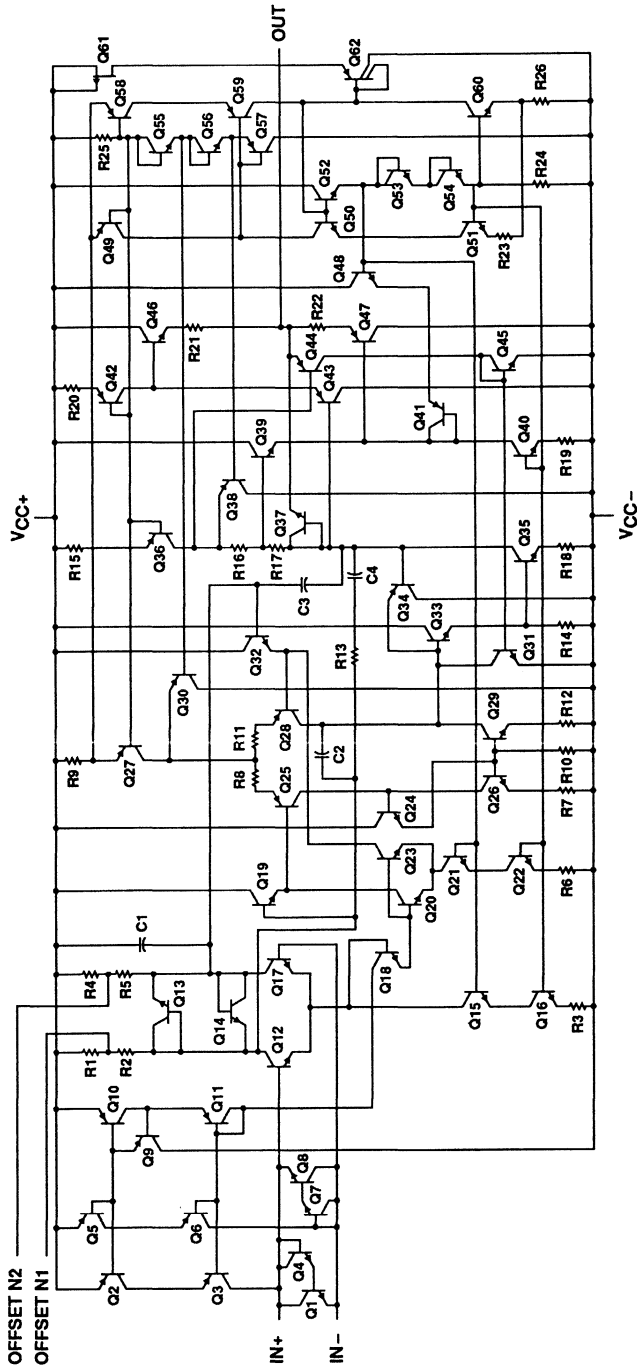 OFFSET N2
OFFSET N1
VCC+
OUT
IN+
IN−
VCC−
R1
R4
R2
R5
C1
R9
R15
R20
R25
Q61
Q58
Q2
Q5
Q10
Q9
Q13
Q27
Q36
Q42
Q49
Q55
Q56
Q59
Q57
Q3
Q6
Q11
Q14
Q30
Q46
R21
Q62
Q12
Q17
Q19
R8
R11
Q32
C3
R16
R17
Q38
Q39
Q50
Q52
Q1
Q4
Q7
Q8
Q25
Q28
C2
R13
C4
Q37
Q44
R22
Q43
Q47
Q48
Q53
Q54
Q18
Q20
Q23
Q24
Q34
Q33
Q41
Q45
Q51
Q60
Q15
Q21
Q26
Q29
Q31
Q35
Q40
R23
Q16
Q22
R3
R6
R7
R10
R12
R14
R18
R19
R24
R26